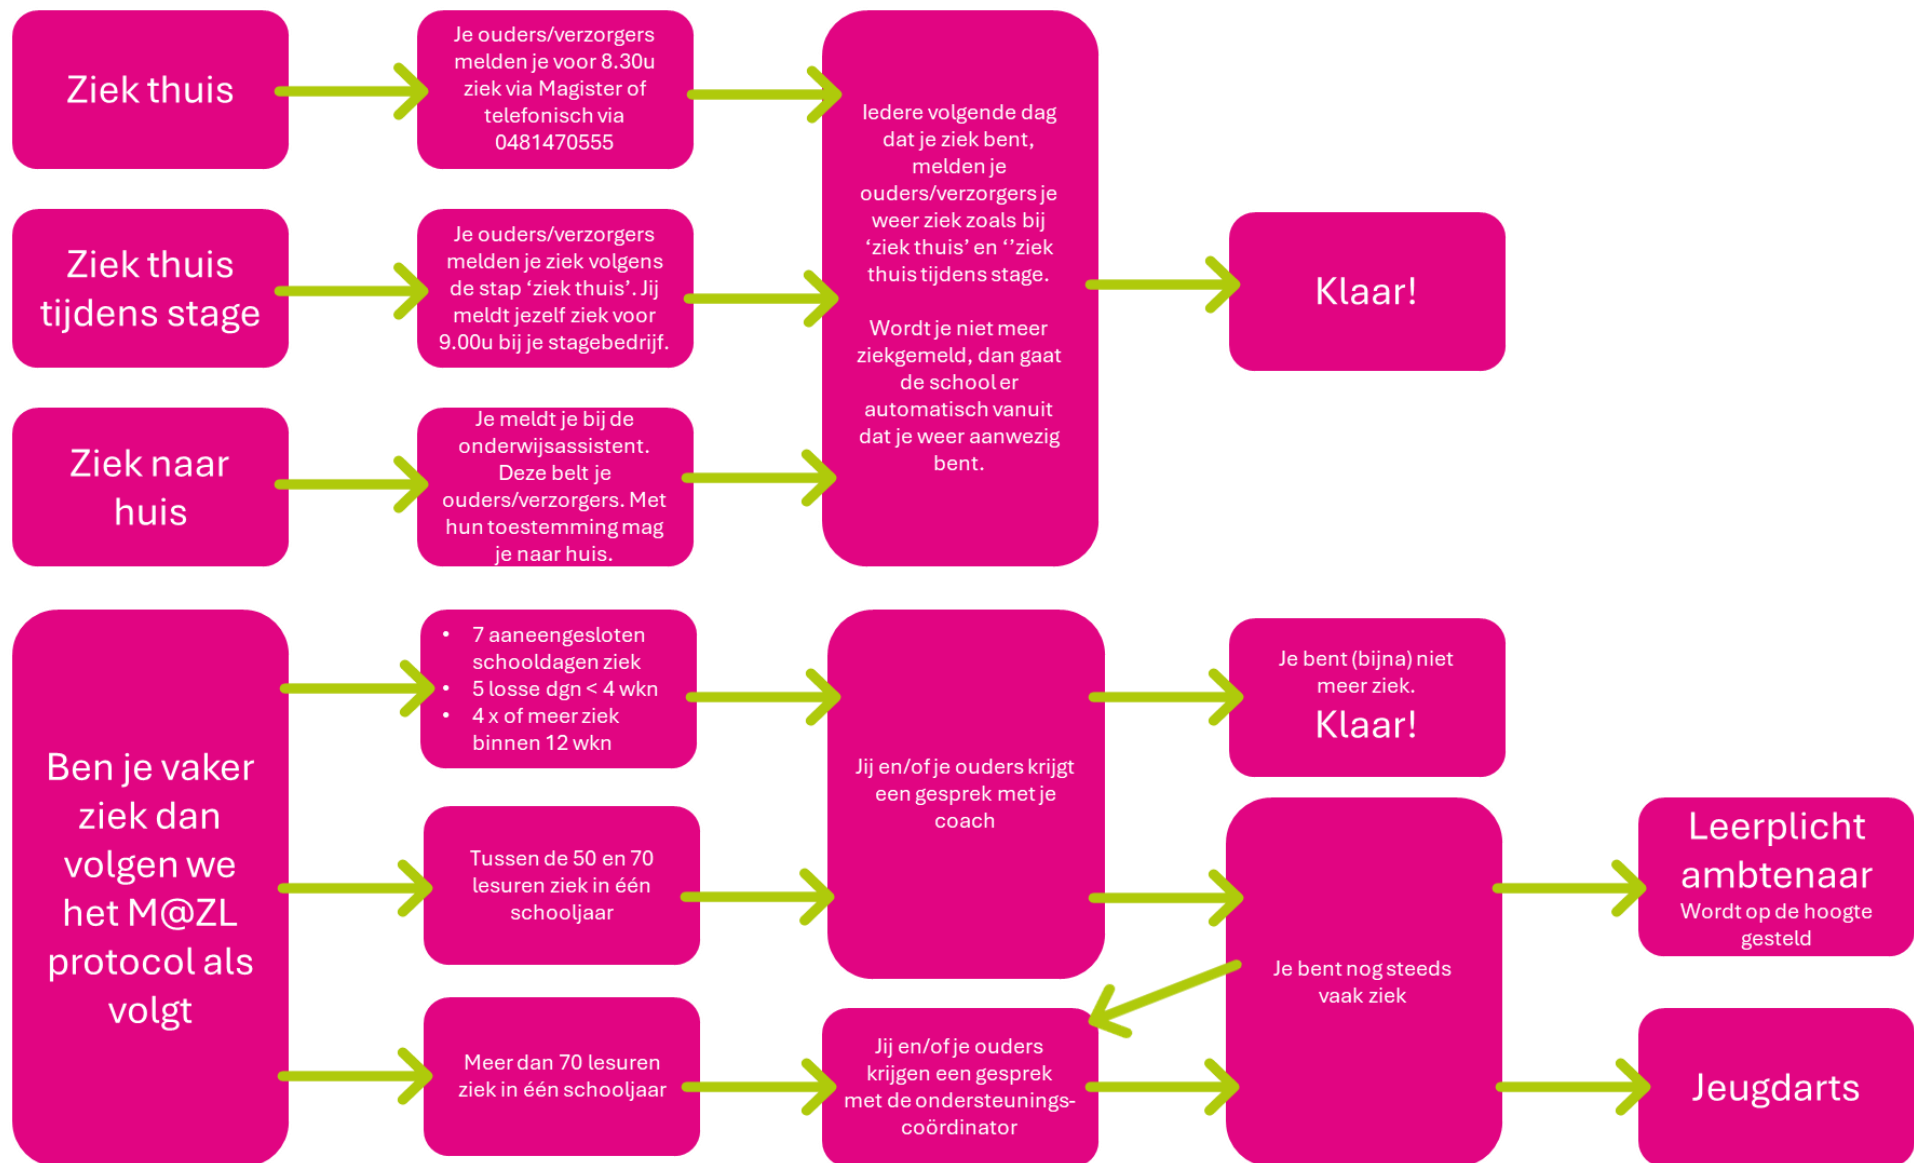 Ziek thuis
Je ouders/verzorgers
melden je voor 8.30u
ziek via Magister of
telefonisch via
0481470555
Ziek thuis
tijdens stage
Je ouders/verzorgers
melden je ziek volgens
de stap ‘ziek thuis’. Jij
meldt jezelf ziek voor
9.00u bij je stagebedrijf.
Ziek naar
huis
Je meldt je bij de
onderwijsassistent.
Deze belt je
ouders/verzorgers. Met
hun toestemming mag
je naar huis.
Iedere volgende dag
dat je ziek bent,
melden je
ouders/verzorgers je
weer ziek zoals bij
‘ziek thuis’ en ‘’ziek
thuis tijdens stage.
Wordt je niet meer
ziekgemeld, dan gaat
de school er
automatisch vanuit
dat je weer aanwezig
bent.
Klaar!
Ben je vaker
ziek dan
volgen we
het M@ZL
protocol als
volgt
• 7 aaneengesloten
schooldagen ziek
• 5 losse dgn < 4 wkn
• 4 x of meer ziek
binnen 12 wkn
Tussen de 50 en 70
lesuren ziek in één
schooljaar
Meer dan 70 lesuren
ziek in één schooljaar
Jij en/of je ouders krijgt
een gesprek met je
coach
Jij en/of je ouders
krijgen een gesprek
met de ondersteunings-
coördinator
Je bent (bijna) niet
meer ziek.
Klaar!
Je bent nog steeds
vaak ziek
Leerplicht
ambtenaar
Wordt op de hoogte
gesteld
Jeugdarts